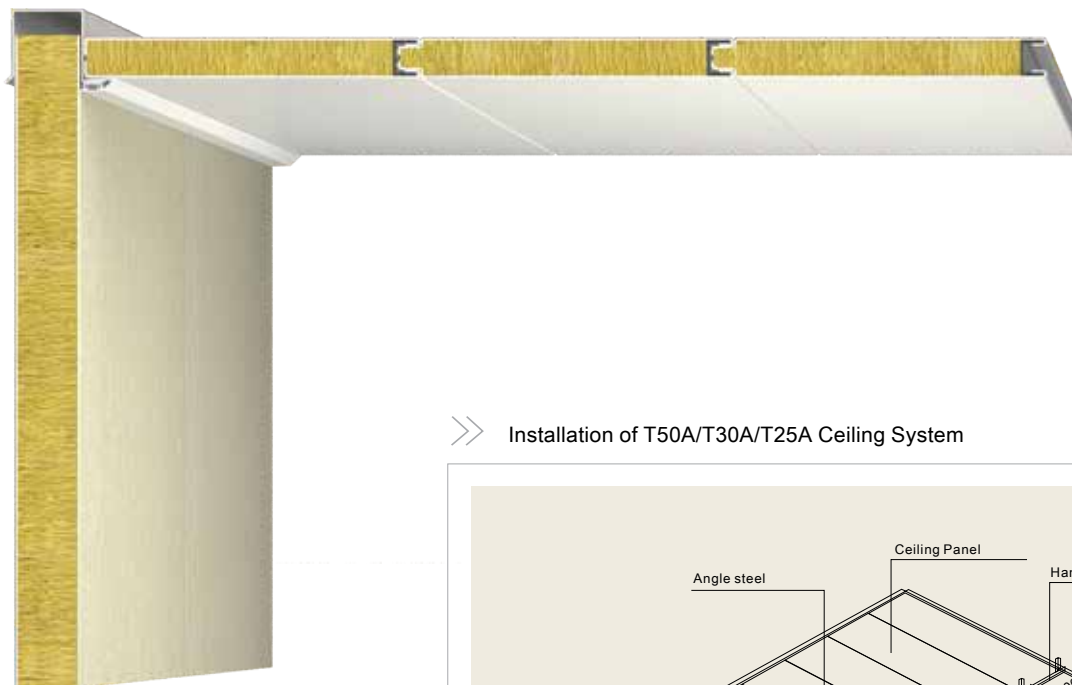 Installation of T50A/T30A/T25A Ceiling System
Ceiling Panel
Angle steel